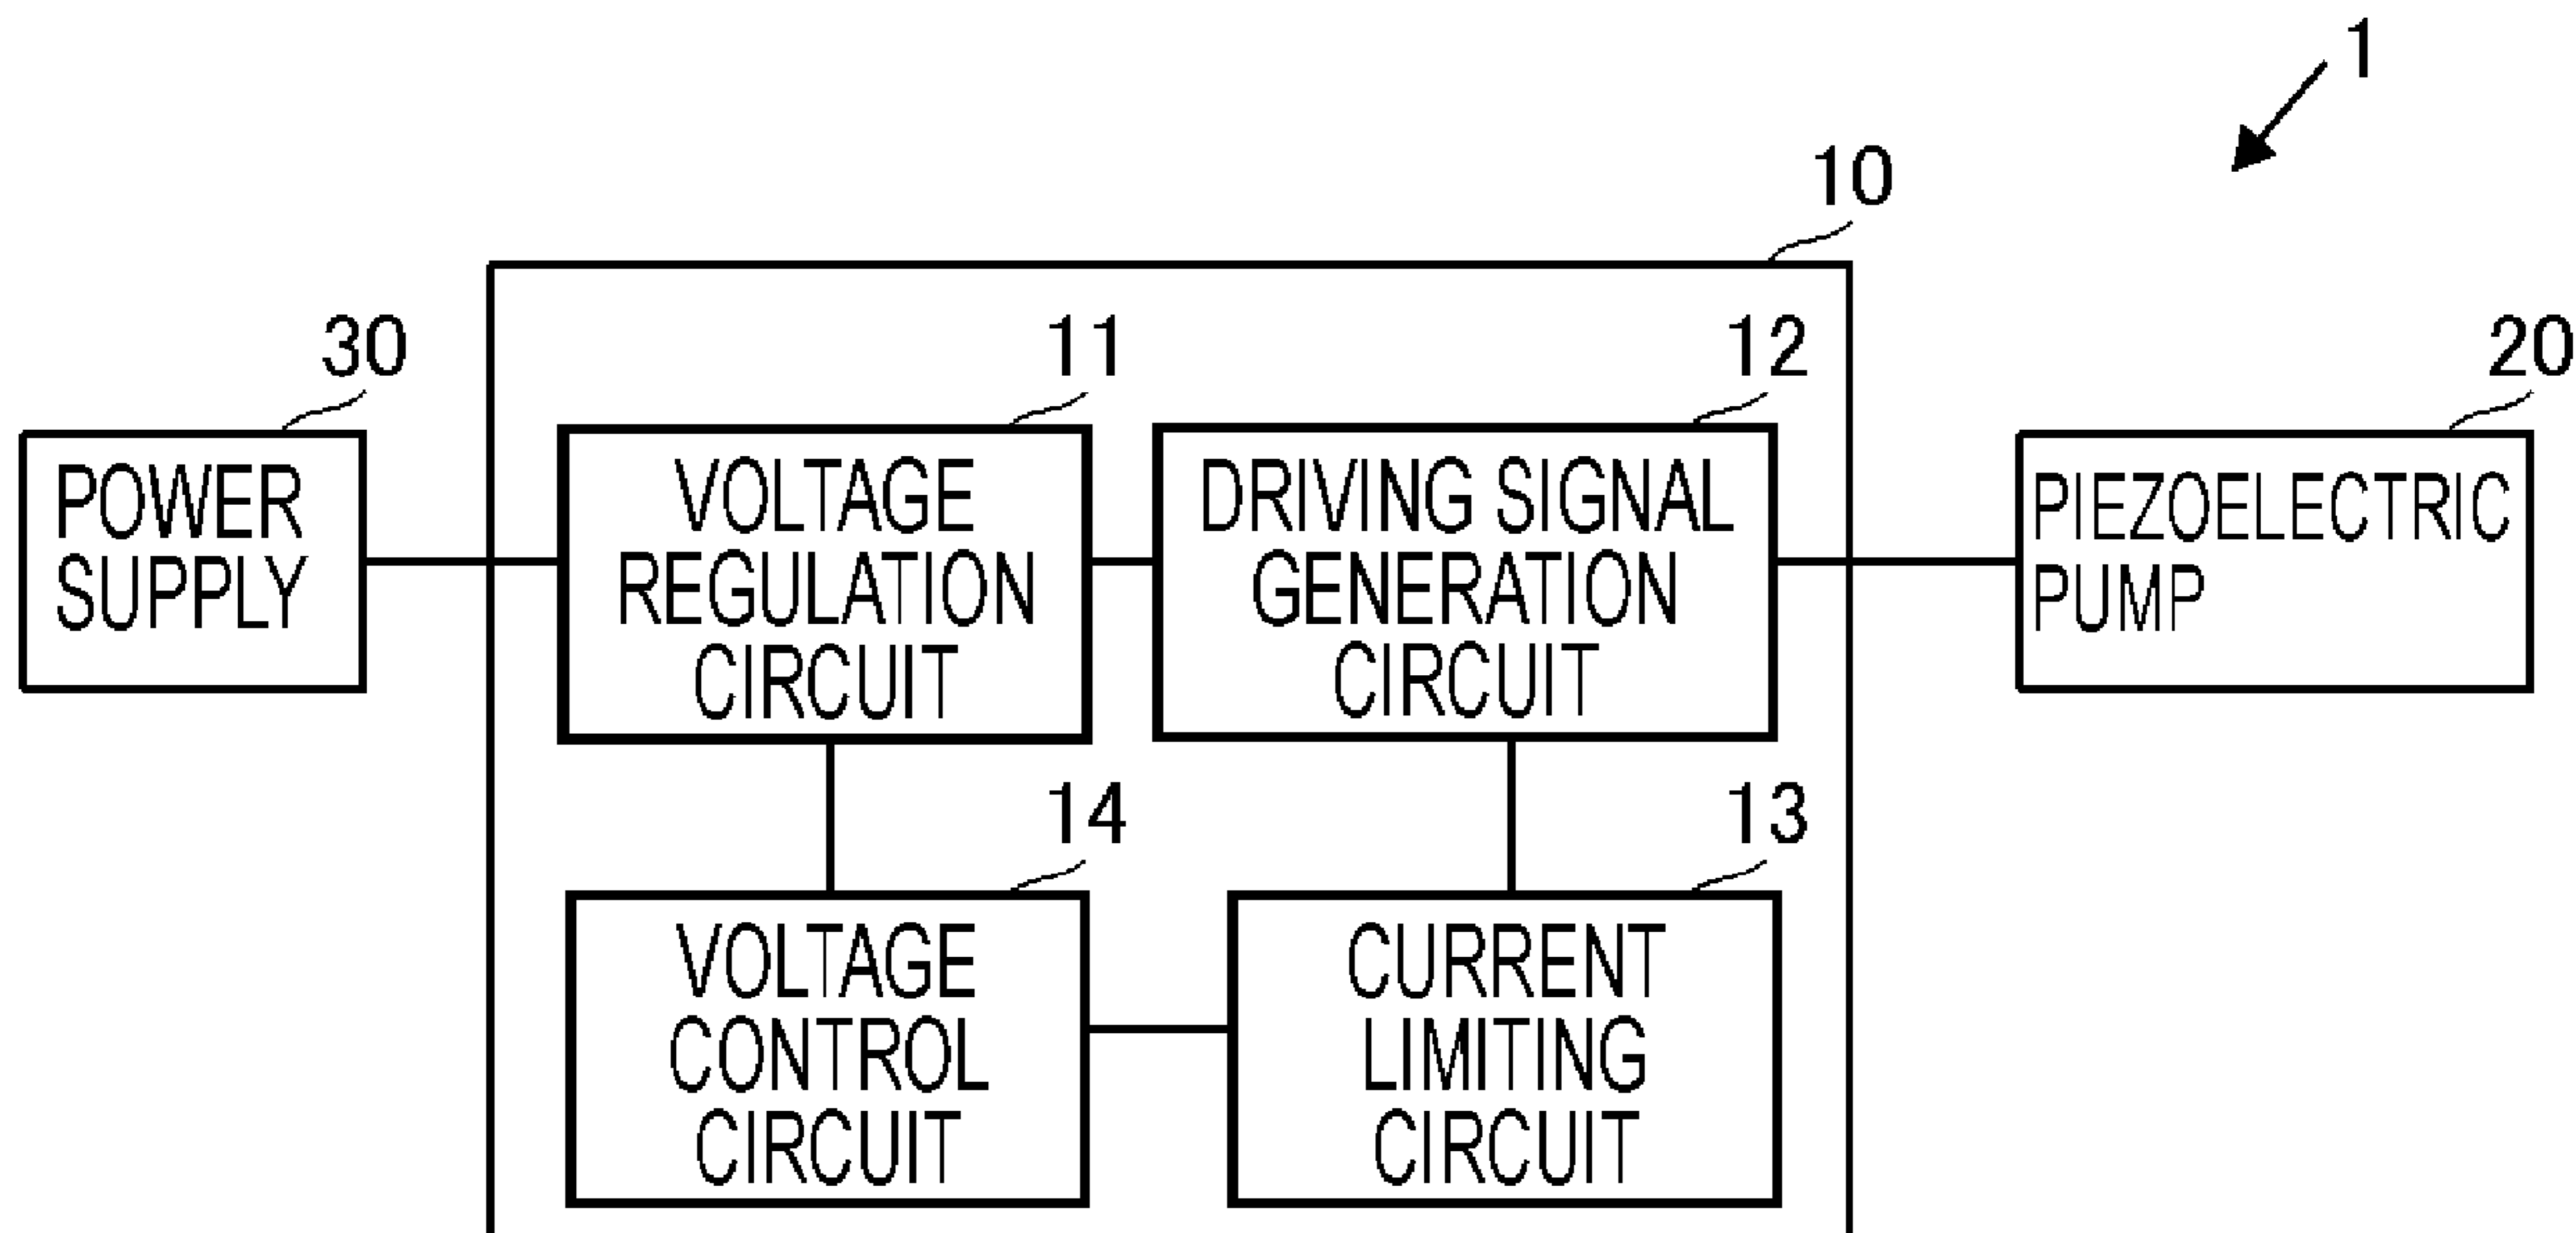 1
10
30
11
12
20
POWER
SUPPLY
VOLTAGE
REGULATION
CIRCUIT
DRIVING SIGNAL
GENERATION
CIRCUIT
PIEZOELECTRIC
PUMP
14
13
VOLTAGE
CONTROL
CIRCUIT
CURRENT
LIMITING
CIRCUIT